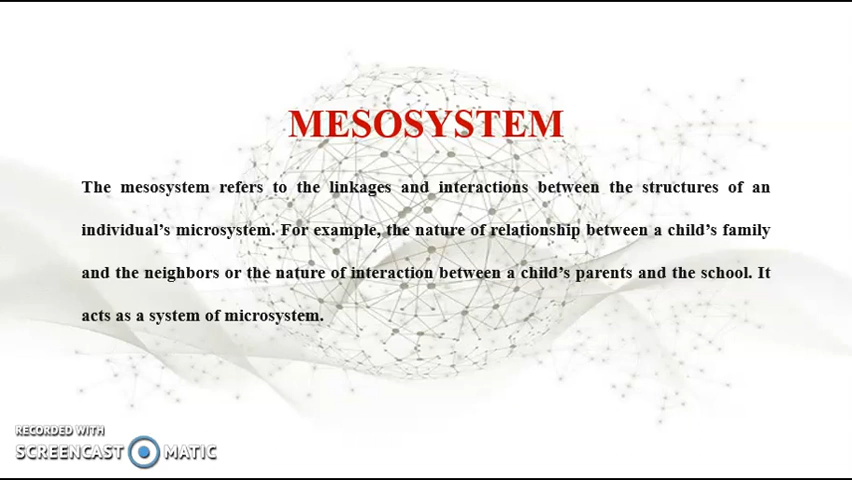 MESOSYSTEM
The mesosystem refers to the linkages and interactions between the structures of an
individual's microsystem. For example, the nature of relationship between a child's family
and the neighbors or the nature of interaction between a child's parents and the school. It
acts as a system of microsystem.
RECORDED WITH
SCREENCAST MATIC